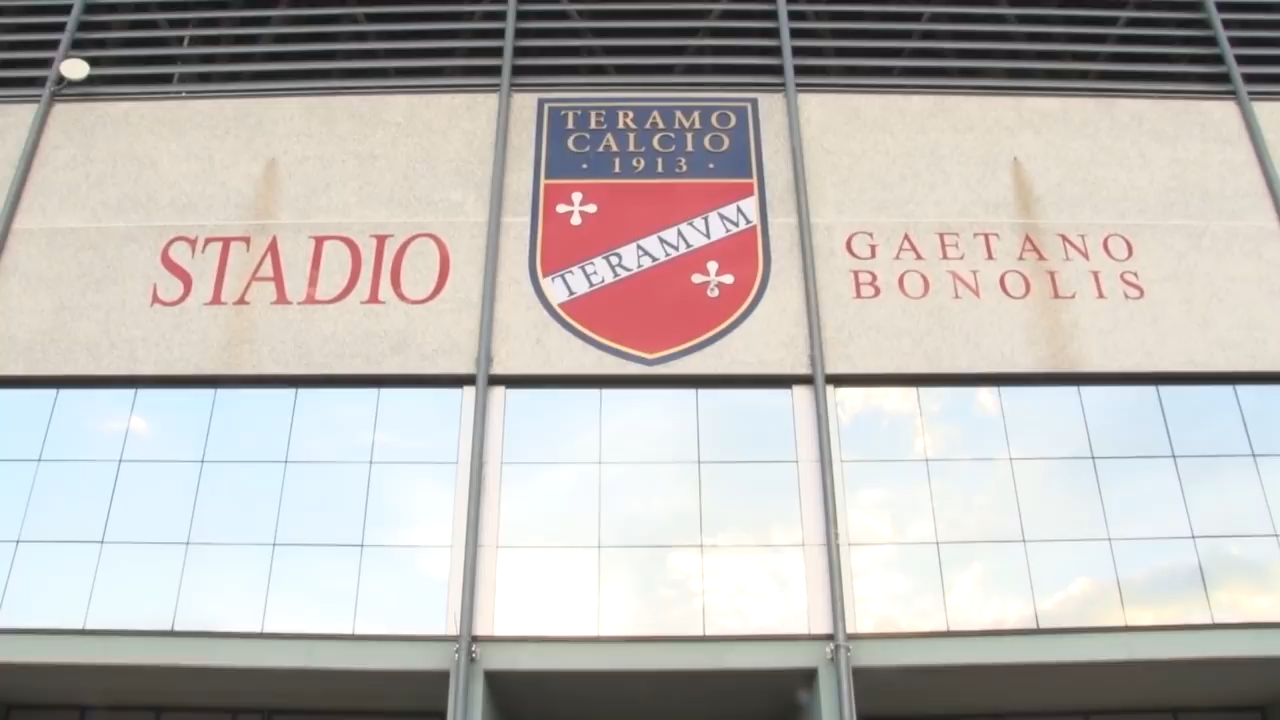 STADIO
TERAMO
CALCIO
· 1913 ·
TERAMVM
GAETANO
BONOLIS